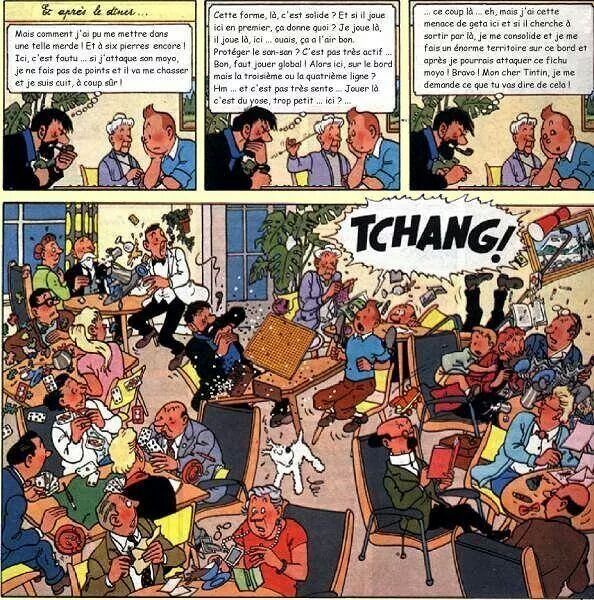 Et après le dîner...
Mais comment j'ai pu me mettre dans
une telle merde ! Et à six pierres encore !
Ici, c'est foutu ... si j'attaque son moyo,
je ne fais pas de points et il va me chasser
et je suis cuit, à coup sûr !
Cette forme, là, c'est solide ? Et si il joue
ici en premier, ça donne quoi ? Je joue là,
il joue là, ici ... ouais, ça a l'air bon.
Protéger le san-san ? C'est pas très actif ...
Bon, faut jouer global ! Alors ici, sur le bord
mais la troisième ou la quatrième ligne ?
Hm ... et c'est pas très sente ... Jouer là
c'est du yose, trop petit ... ici ? ...
... ce coup là ... eh, mais j'ai cette
menace de geta ici et si il cherche à
sortir par là, je me consolide et je me
fais un énorme territoire sur ce bord et
après je pourrais attaquer ce fichu
moyo ! Bravo ! Mon cher Tintin, je me
demande ce que tu vas dire de cela !
TCHANG!